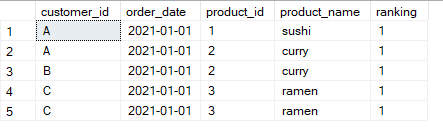 customer_id order_date product_id product_name ranking
1 A 2021-01-01 1 sushi 1
2 A 2021-01-01 2 curry 1
3 B 2021-01-01 2 curry 1
4 C 2021-01-01 3 ramen 1
5 C 2021-01-01 3 ramen 1